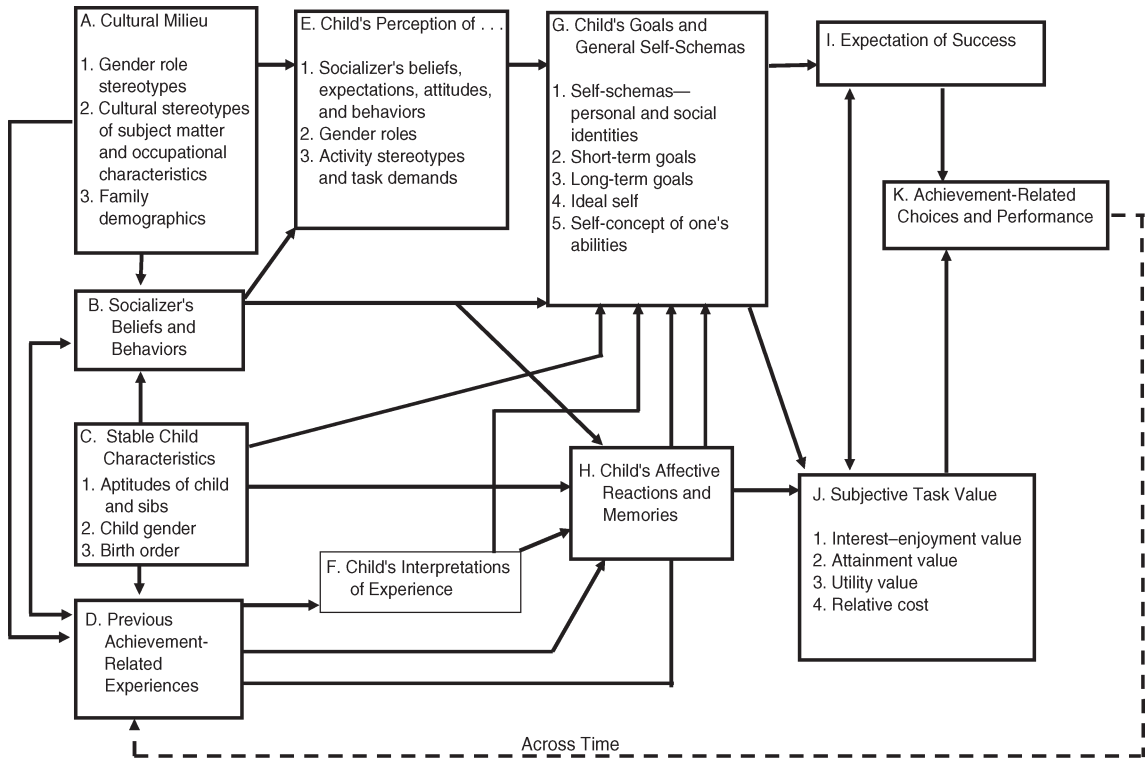 A. Cultural Milieu
1. Gender role
stereotypes
2. Cultural stereotypes
of subject matter
and occupational
characteristics
3. Family
demographics
E. Child's Perception of . . .
1. Socializer's beliefs,
expectations, attitudes,
and behaviors
2. Gender roles
3. Activity stereotypes
and task demands
G. Child's Goals and
General Self-Schemas
1. Self-schemas—
personal and social
identities
2. Short-term goals
3. Long-term goals
4. Ideal self
5. Self-concept of one's
abilities
I. Expectation of Success
K. Achievement-Related
Choices and Performance
B. Socializer's
Beliefs and
Behaviors
C. Stable Child
Characteristics
1. Aptitudes of child
and sibs
2. Child gender
3. Birth order
H. Child's Affective
Reactions and
Memories
J. Subjective Task Value
1. Interest–enjoyment value
2. Attainment value
3. Utility value
4. Relative cost
F. Child's Interpretations
of Experience
D. Previous
Achievement-
Related
Experiences
Across Time